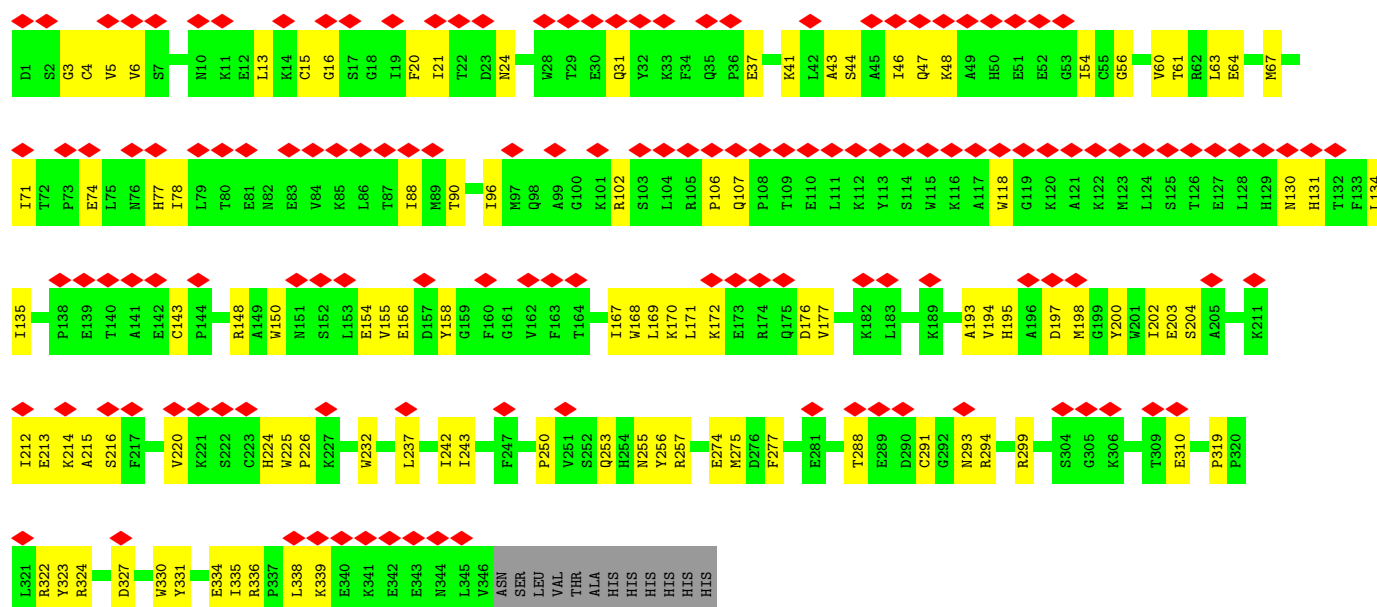 D1 S2 G3 C4 V5 V6 S7 N10 K11 E12 L13 K14 C15 G16 S17 G18 I19 F20 I21 T22 D23 N24 W28 T29 E30 Q31 Y32 K33 F34 Q35 P36 E37 K41 L42 A43 S44 A45 I46 Q47 K48 A49 H50 E51 E52 G53 I54 C55 G56 V60 T61 R62 L63 E64 M67
I71 T72 P73 E74 L75 N76 H77 I78 L79 T80 E81 N82 E83 V84 K85 L86 T87 I88 M89 T90 I96 M97 Q98 A99 G100 K101 R102 S103 L104 R105 P106 Q107 P108 T109 E110 L111 K112 Y113 S114 W115 K116 A117 W118 G119 K120 A121 K122 M123 L124 S125 T126 E127 L128 H129 N130 H131 T132 F133 L134
I135 P138 E139 T140 A141 E142 C143 P144 R148 A149 W150 N151 S152 L153 E154 V155 E156 D157 Y158 G159 F160 G161 V162 F163 T164 I167 W168 L169 K170 L171 K172 E173 R174 Q175 D176 V177 K182 L183 K189 A193 V194 H195 A196 D197 M198 G199 Y200 W201 I202 E203 S204 A205 K211
I212 E213 K214 A215 S216 F217 V220 K221 S222 C223 H224 W225 P226 K227 W232 L237 I242 I243 F247 P250 V251 S252 Q253 H254 N255 Y256 R257 E274 M275 D276 F277 E281 T288 E289 D290 C291 G292 N293 R294 R299 S304 G305 K306 T309 E310 P319 P320
L321 R322 Y323 R324 D327 W330 Y331 E334 I335 R336 P337 L338 K339 E340 K341 E342 E343 N344 L345 V346 ASN SER LEU VAL THR ALA HIS HIS HIS HIS HIS HIS